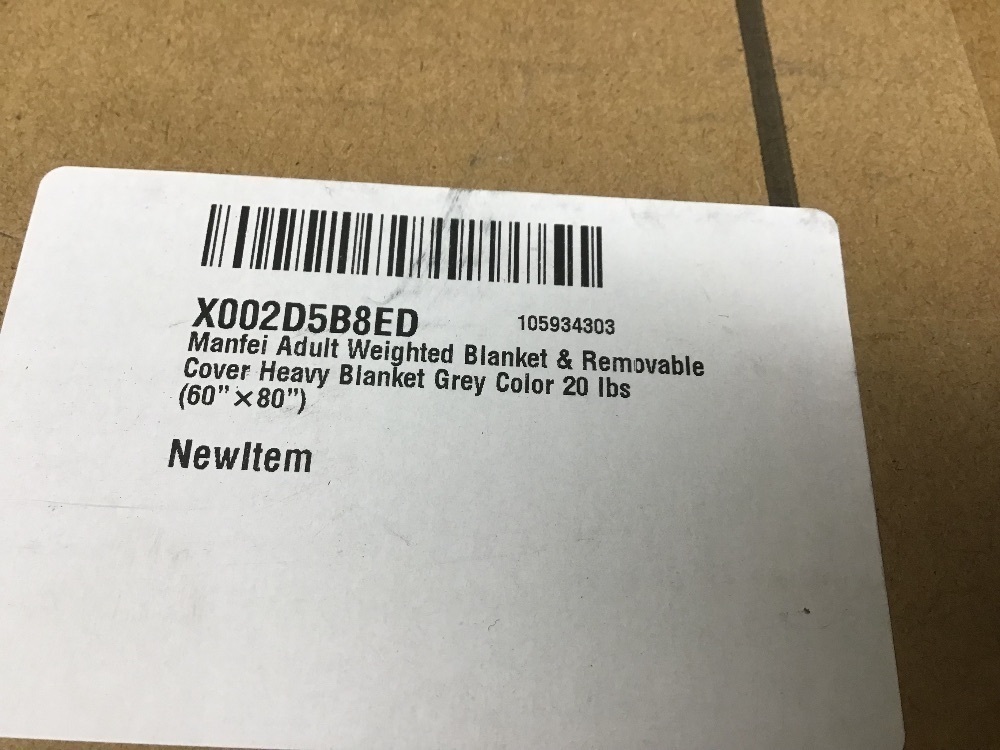 X002D5B8ED 105934303
Manfei Adult Weighted Blanket & Removable
Cover Heavy Blanket Grey Color 20 lbs
(60”×80”)
NewItem